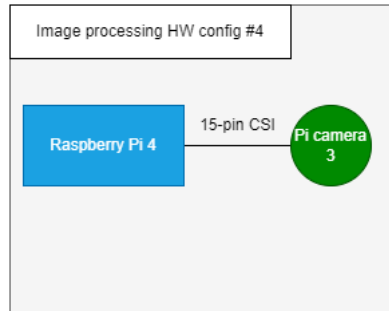 Image processing HW config #4
15-pin CSI
Raspberry Pi 4
Pi camera
3